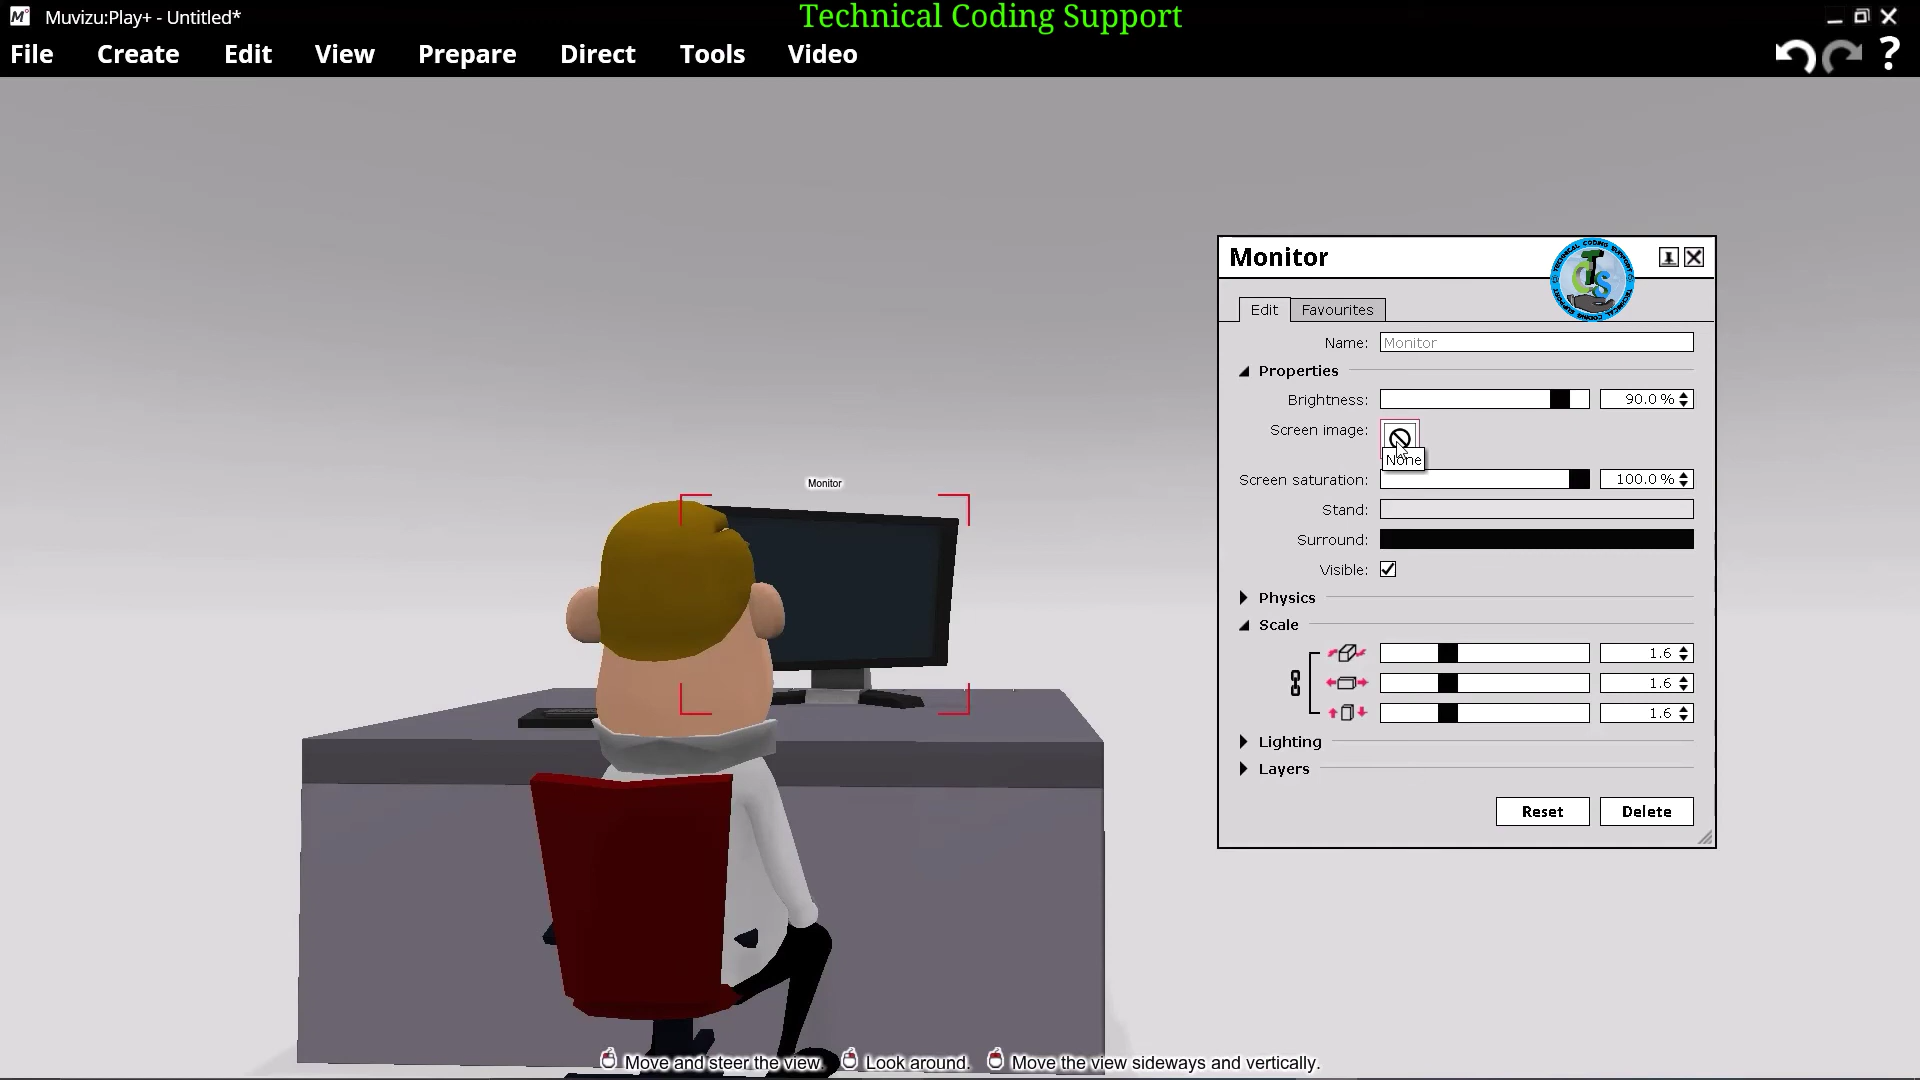 Muvizu:Play+ - Untitled*
Technical Coding Support
File Create Edit View Prepare Direct Tools Video
?
Monitor
TECHNICAL CODING SUPPORT
Edit Favourites
Name: Monitor
Properties
Brightness: 90.0 %
Screen image:
None
Screen saturation: 100.0 %
Stand:
Surround:
Visible:
Physics
Scale
1.6
1.6
1.6
Lighting
Layers
Reset Delete
Monitor
Move and steer the view. Look around. Move the view sideways and vertically.